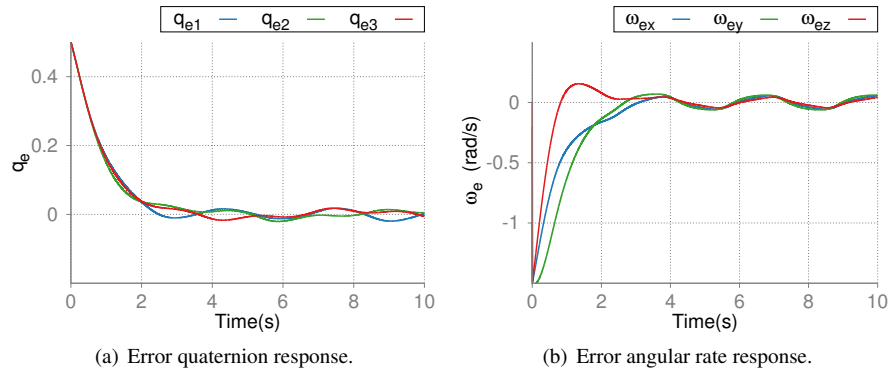 q_e1 q_e2 q_e3
0.4
0.2
0
q_e
0 2 4 6 8 10
Time(s)
(a) Error quaternion response.
ω_ex ω_ey ω_ez
0
-0.5
-1
ω_e (rad/s)
0 2 4 6 8 10
Time(s)
(b) Error angular rate response.